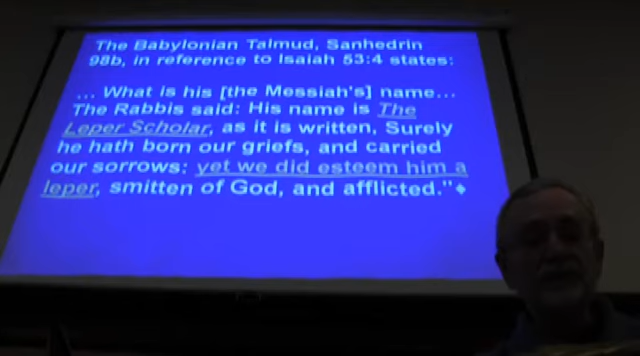 The Babylonian Talmud, Sanhedrin
98b, in reference to Isaiah 53:4 states:
... What is his [the Messiah's] name...
The Rabbis said: His name is The
Leper Scholar, as it is written, Surely
he hath born our griefs, and carried
our sorrows: yet we did esteem him a
leper, smitten of God, and afflicted."♦